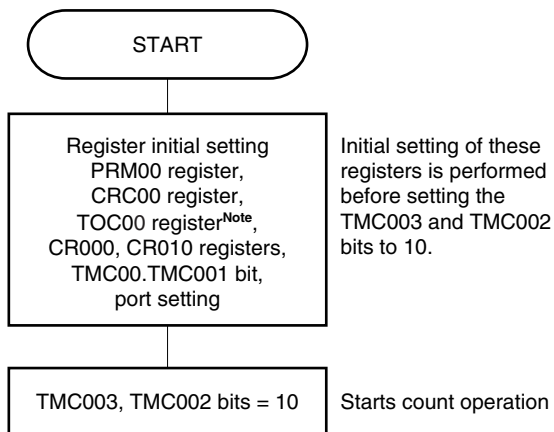 START
Register initial setting
PRM00 register,
CRC00 register,
TOC00 registerNote,
CR000, CR010 registers,
TMC00.TMC001 bit,
port setting
Initial setting of these
registers is performed
before setting the
TMC003 and TMC002
bits to 10.
TMC003, TMC002 bits = 10
Starts count operation